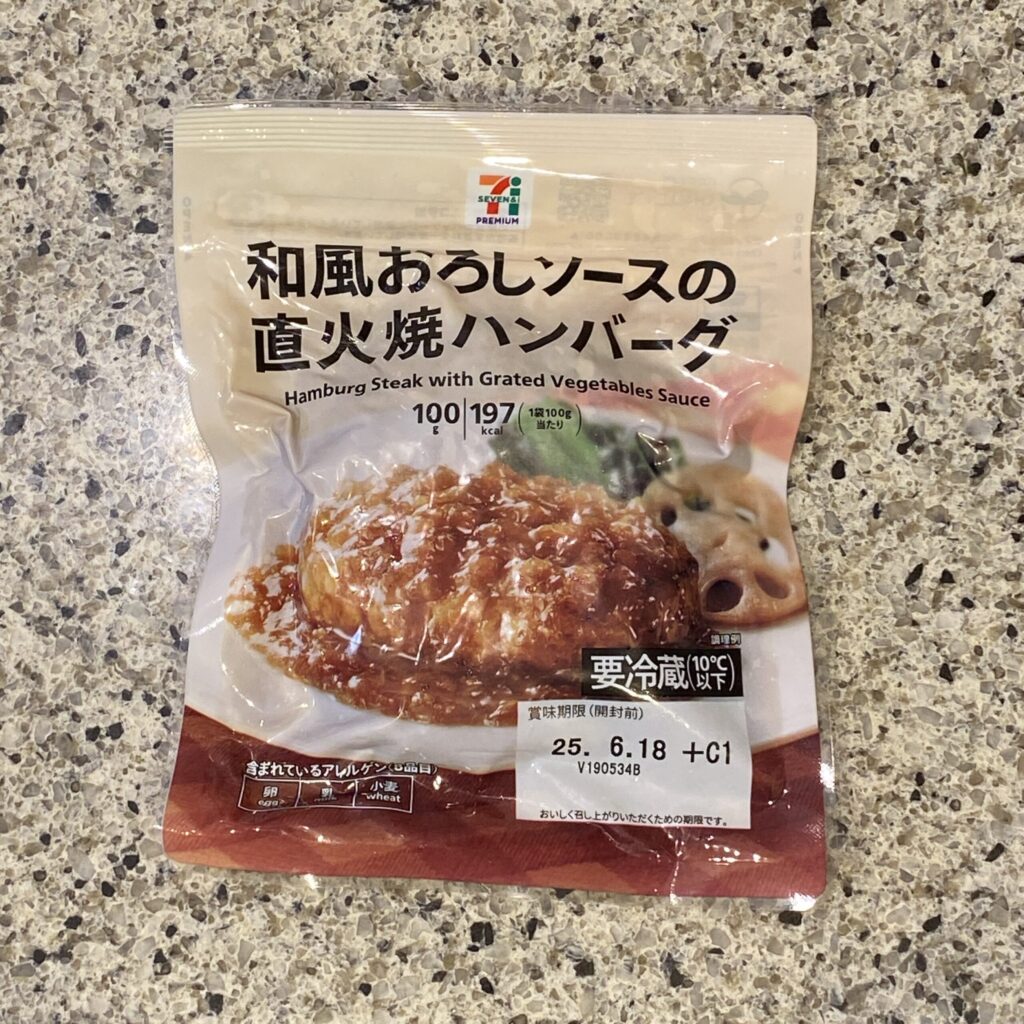 7i
SEVEN&i
PREMIUM
和風おろしソースの
直火焼ハンバーグ
Hamburg Steak with Grated Vegetables Sauce
100g 197kcal (1袋100g当たり)
調理例
要冷蔵(10℃以下)
賞味期限(開封前)
25. 6.18 +C1
V190534B
おいしく召し上がりいただくための期限です。
含まれているアレルゲン
卵 乳 小麦
egg wheat